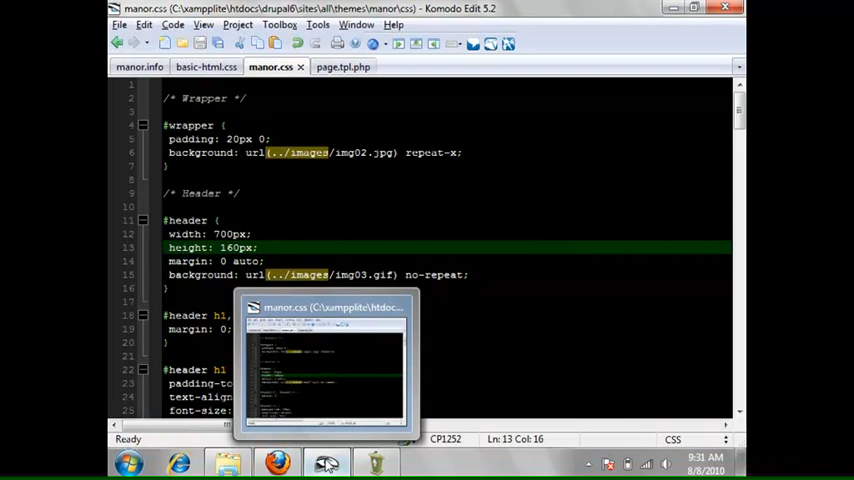 manor.css (C:\xampplite\htdocs\drupal6\sites\all\themes\manor\css) - Komodo Edit 5.2
File Edit Code View Project Toolbox Tools Window Help
manor.info basic-html.css manor.css page.tpl.php
1
2 /* Wrapper */
3
4 #wrapper {
5 padding: 20px 0;
6 background: url(../images/img02.jpg) repeat-x;
7 }
8
9 /* Header */
10
11 #header {
12 width: 700px;
13 height: 160px;
14 margin: 0 auto;
15 background: url(../images/img03.gif) no-repeat;
16 }
17
18 #header h1,
19 margin: 0;
20 }
21
22 #header h1
23 padding-to
24 text-align
25 font-size:
manor.css (C:\xampplite\htdoc...
Ready CP1252 Ln: 13 Col: 16 CSS
9:31 AM
8/8/2010